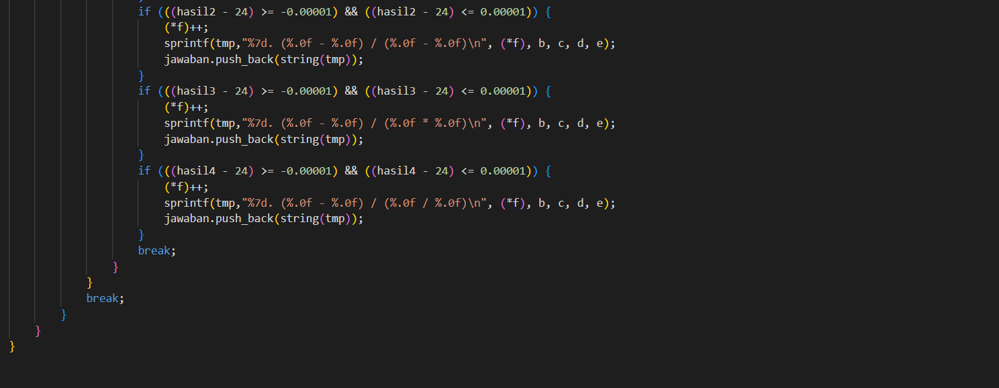 }
if (((hasil2 - 24) >= -0.00001) && ((hasil2 - 24) <= 0.00001)) {
(*f)++;
sprintf(tmp,"%7d. (%.0f - %.0f) / (%.0f - %.0f)\n", (*f), b, c, d, e);
jawaban.push_back(string(tmp));
}
if (((hasil3 - 24) >= -0.00001) && ((hasil3 - 24) <= 0.00001)) {
(*f)++;
sprintf(tmp,"%7d. (%.0f - %.0f) / (%.0f * %.0f)\n", (*f), b, c, d, e);
jawaban.push_back(string(tmp));
}
if (((hasil4 - 24) >= -0.00001) && ((hasil4 - 24) <= 0.00001)) {
(*f)++;
sprintf(tmp,"%7d. (%.0f - %.0f) / (%.0f / %.0f)\n", (*f), b, c, d, e);
jawaban.push_back(string(tmp));
}
break;
}
}
break;
}
}
}